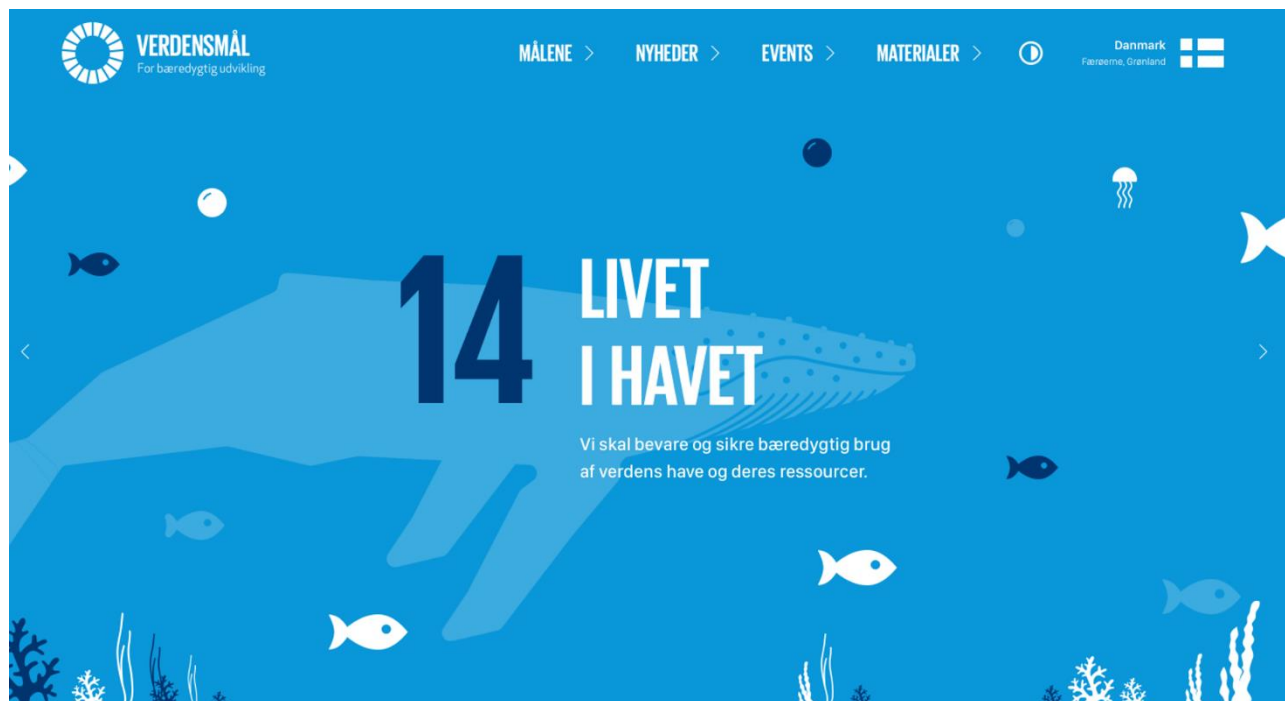 VERDENSMÅL
For bæredygtig udvikling
MÅLENE
NYHEDER
EVENTS
MATERIALER
Danmark
Færøerne, Grønland
14
LIVET
I HAVET
Vi skal bevare og sikre bæredygtig brug
af verdens have og deres ressourcer.